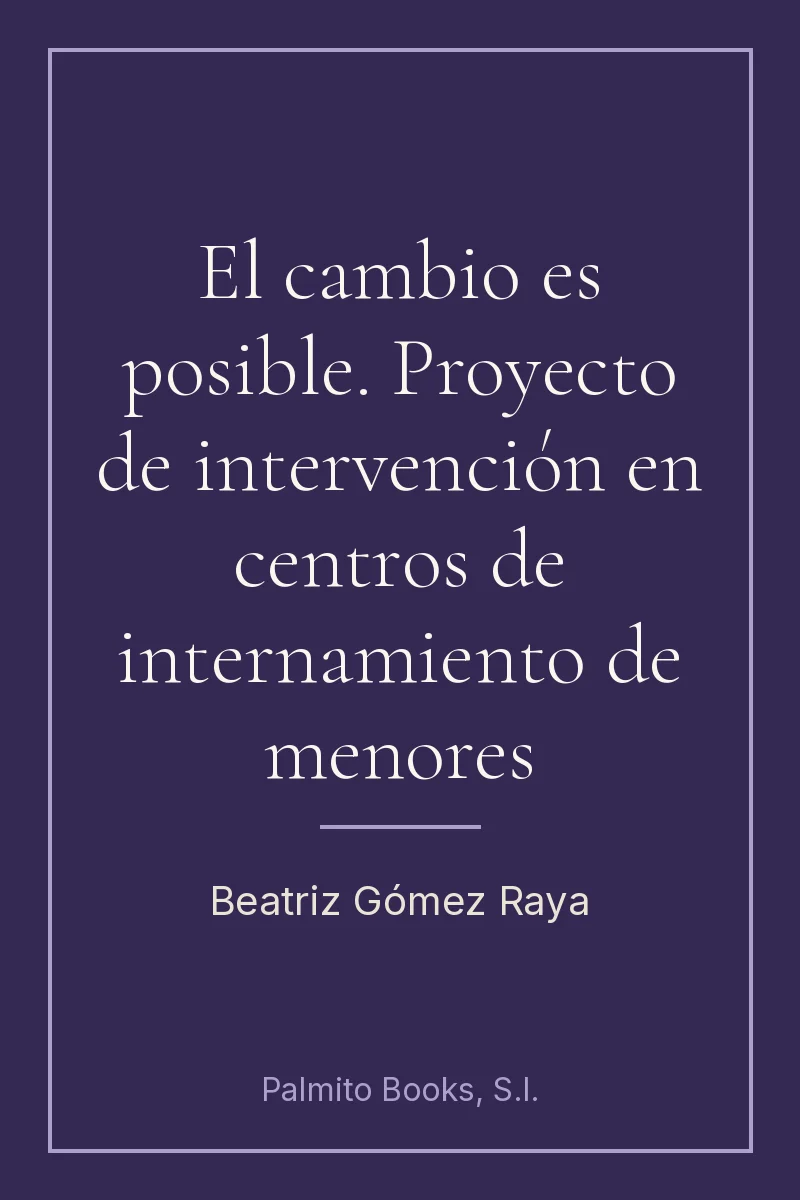 El cambio es
posible. Proyecto
de intervención en
centros de
internamiento de
menores
Beatriz Gómez Raya
Palmito Books, S.l.